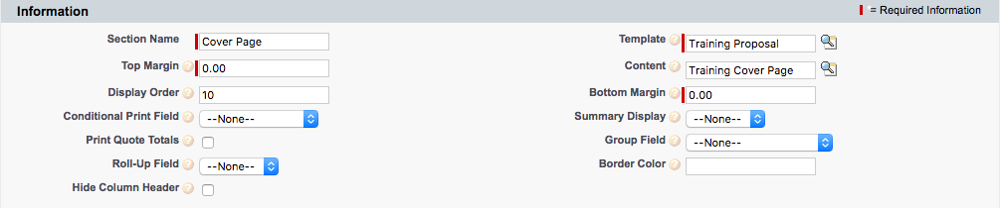 Information = Required Information
Section Name Cover Page Template ? Training Proposal
Top Margin ? 0.00 Content ? Training Cover Page
Display Order ? 10 Bottom Margin ? 0.00
Conditional Print Field ? --None-- Summary Display ? --None--
Print Quote Totals ? Group Field ? --None--
Roll-Up Field ? --None-- Border Color ?
Hide Column Header ?